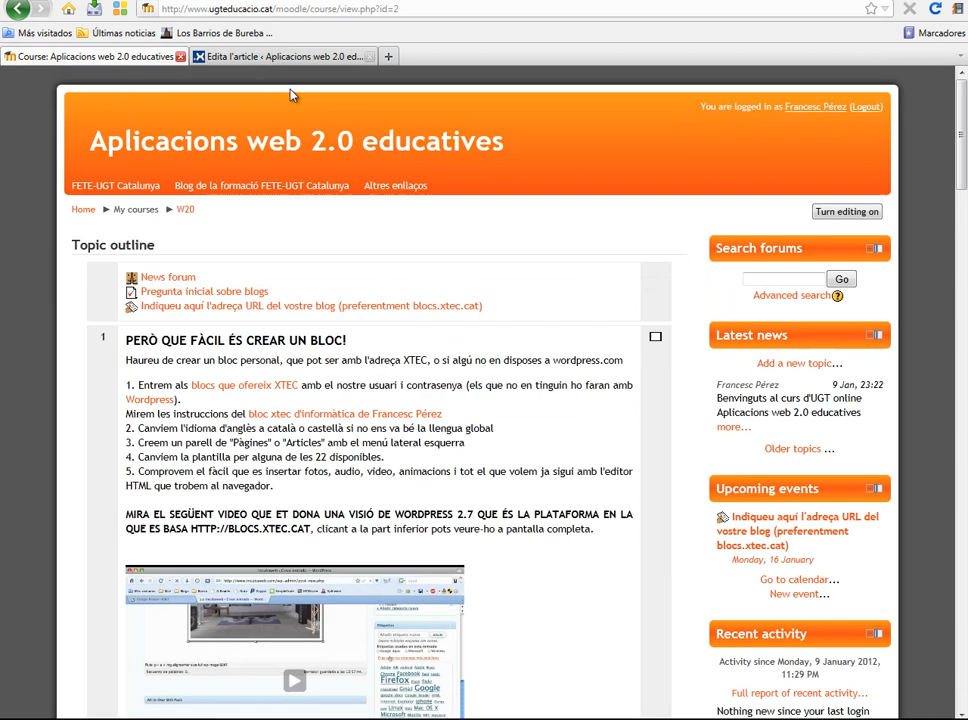 http://www.ugteducacio.cat/moodle/course/view.php?id=2
Más visitados
Últimas noticias
Los Barrios de Bureba ...
Marcadores
Course: Aplicacions web 2.0 educatives
Edita l'article ‹ Aplicacions web 2.0 ed...
You are logged in as Francesc Pérez (Logout)
Aplicacions web 2.0 educatives
FETE-UGT Catalunya
Blog de la formació FETE-UGT Catalunya
Altres enllaços
Home ► My courses ► W20
Turn editing on
Topic outline
News forum
Pregunta inicial sobre blogs
Indiqueu aquí l'adreça URL del vostre blog (preferentment blocs.xtec.cat)
1
PERÒ QUE FÀCIL ÉS CREAR UN BLOC!
Haureu de crear un bloc personal, que pot ser amb l'adreça XTEC, o si algú no en disposes a wordpress.com
1. Entrem als blocs que ofereix XTEC amb el nostre usuari i contrasenya (els que no en tinguin ho faran amb
Wordpress).
Mirem les instruccions del bloc xtec d'informàtica de Francesc Pérez
2. Canviem l'idioma d'anglès a català o castellà si no ens va bé la llengua global
3. Creem un parell de "Pàgines" o "Articles" amb el menú lateral esquerra
4. Canviem la plantilla per alguna de les 22 disponibles.
5. Comprovem el fàcil que es insertar fotos, audio, video, animacions i tot el que volem ja sigui amb l'editor
HTML que trobem al navegador.
MIRA EL SEGÜENT VIDEO QUE ET DONA UNA VISIÓ DE WORDPRESS 2.7 QUE ÉS LA PLATAFORMA EN LA
QUE ES BASA HTTP://BLOCS.XTEC.CAT, clicant a la part inferior pots veure-ho a pantalla completa.
Firefox
Google
Search forums
Go
Advanced search
Latest news
Add a new topic...
Francesc Pérez
9 Jan, 23:22
Benvinguts al curs d'UGT online
Aplicacions web 2.0 educatives
more...
Older topics ...
Upcoming events
Indiqueu aquí l'adreça URL del
vostre blog (preferentment
blocs.xtec.cat)
Monday, 16 January
Go to calendar...
New event...
Recent activity
Activity since Monday, 9 January 2012,
11:29 PM
Full report of recent activity...
Nothing new since your last login